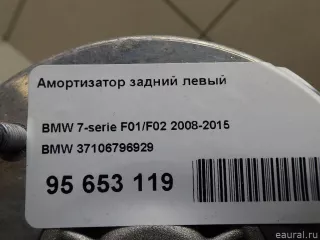 Амортизатор задний левый
BMW 7-serie F01/F02 2008-2015
BMW 37106796929
95 653 119
eaural.ru